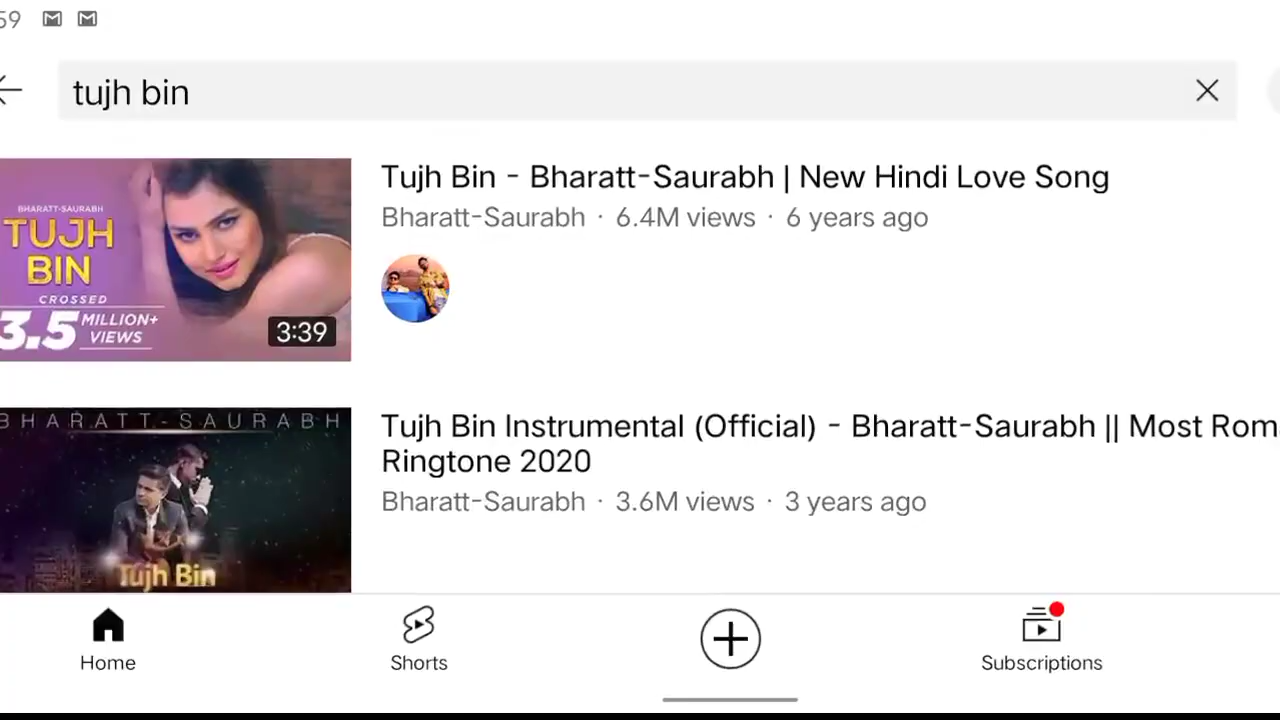 59
tujh bin
BHARATT-SAURABH
TUJH
BIN
CROSSED
3.5 MILLION+
VIEWS
3:39
Tujh Bin - Bharatt-Saurabh | New Hindi Love Song
Bharatt-Saurabh · 6.4M views · 6 years ago
BHARATT-SAURABH
Tujh Bin
Tujh Bin Instrumental (Official) - Bharatt-Saurabh || Most Rom
Ringtone 2020
Bharatt-Saurabh · 3.6M views · 3 years ago
Home
Shorts
Subscriptions